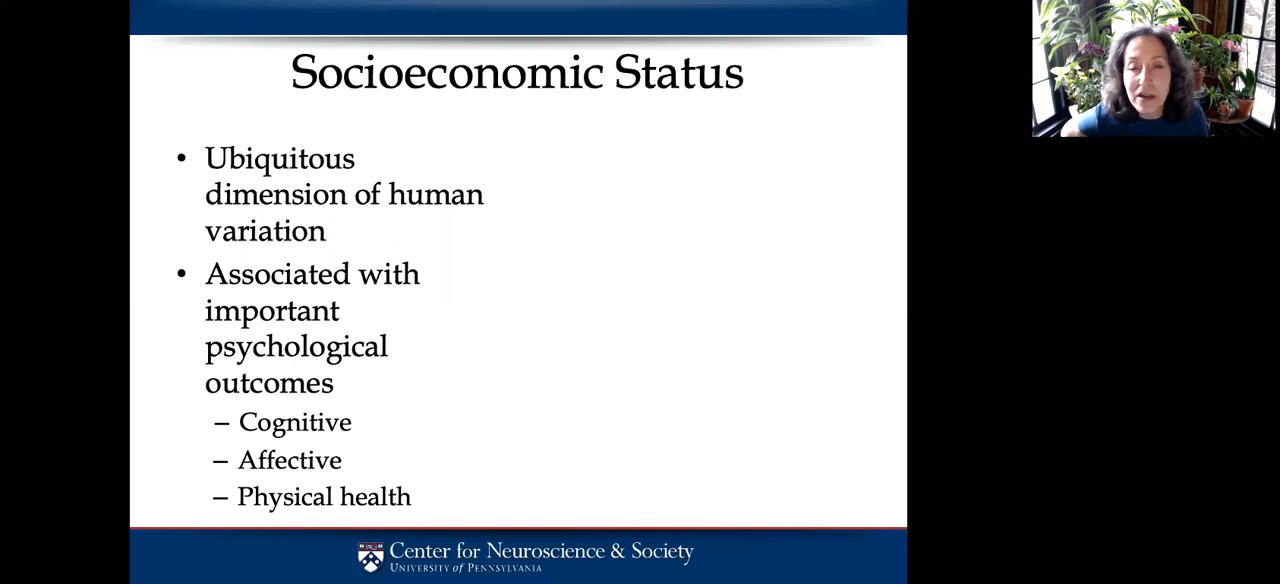 Socioeconomic Status
• Ubiquitous
dimension of human
variation
• Associated with
important
psychological
outcomes
– Cognitive
– Affective
– Physical health
Center for Neuroscience & Society
UNIVERSITY of PENNSYLVANIA